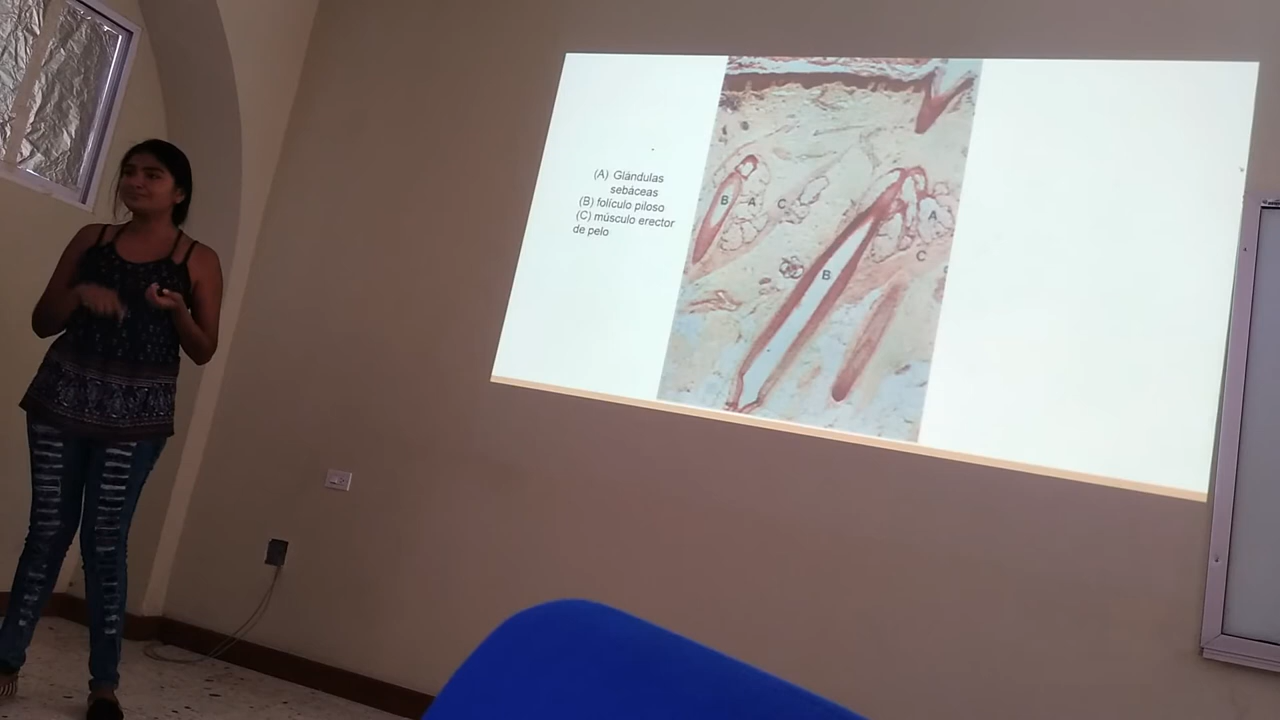 (A) Glándulas
sebáceas
(B) folículo piloso
(C) músculo erector
de pelo
B
A
C
A
C
B